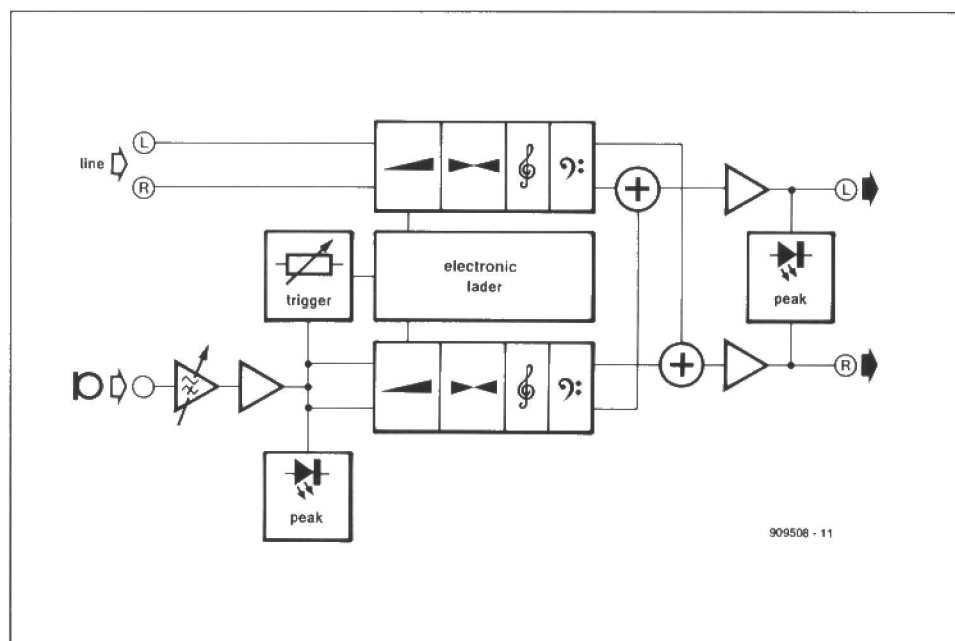 L
line
R
electronic
lader
trigger
peak
L
peak
R
909508 - 11